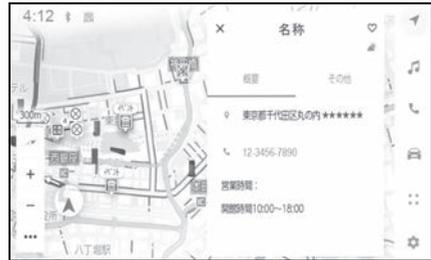 4:12
名称
概要
その他
東京都千代田区丸の内 ★★★★★★
12-3456-7890
営業時間：
開館時間10:00～18:00
300m
八丁堀駅